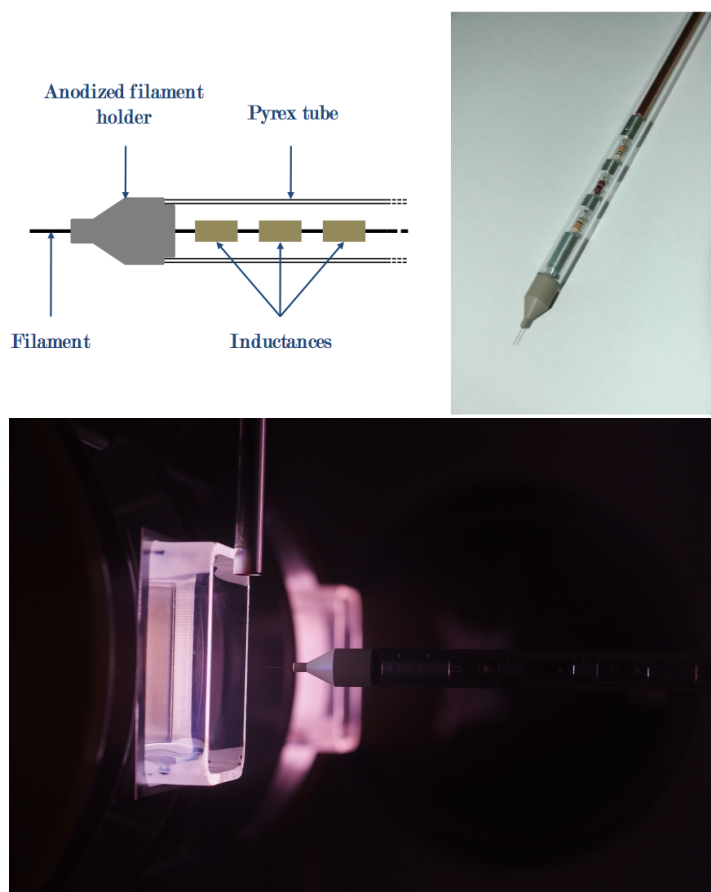 Anodized filament
holder
Pyrex tube
Filament
Inductances